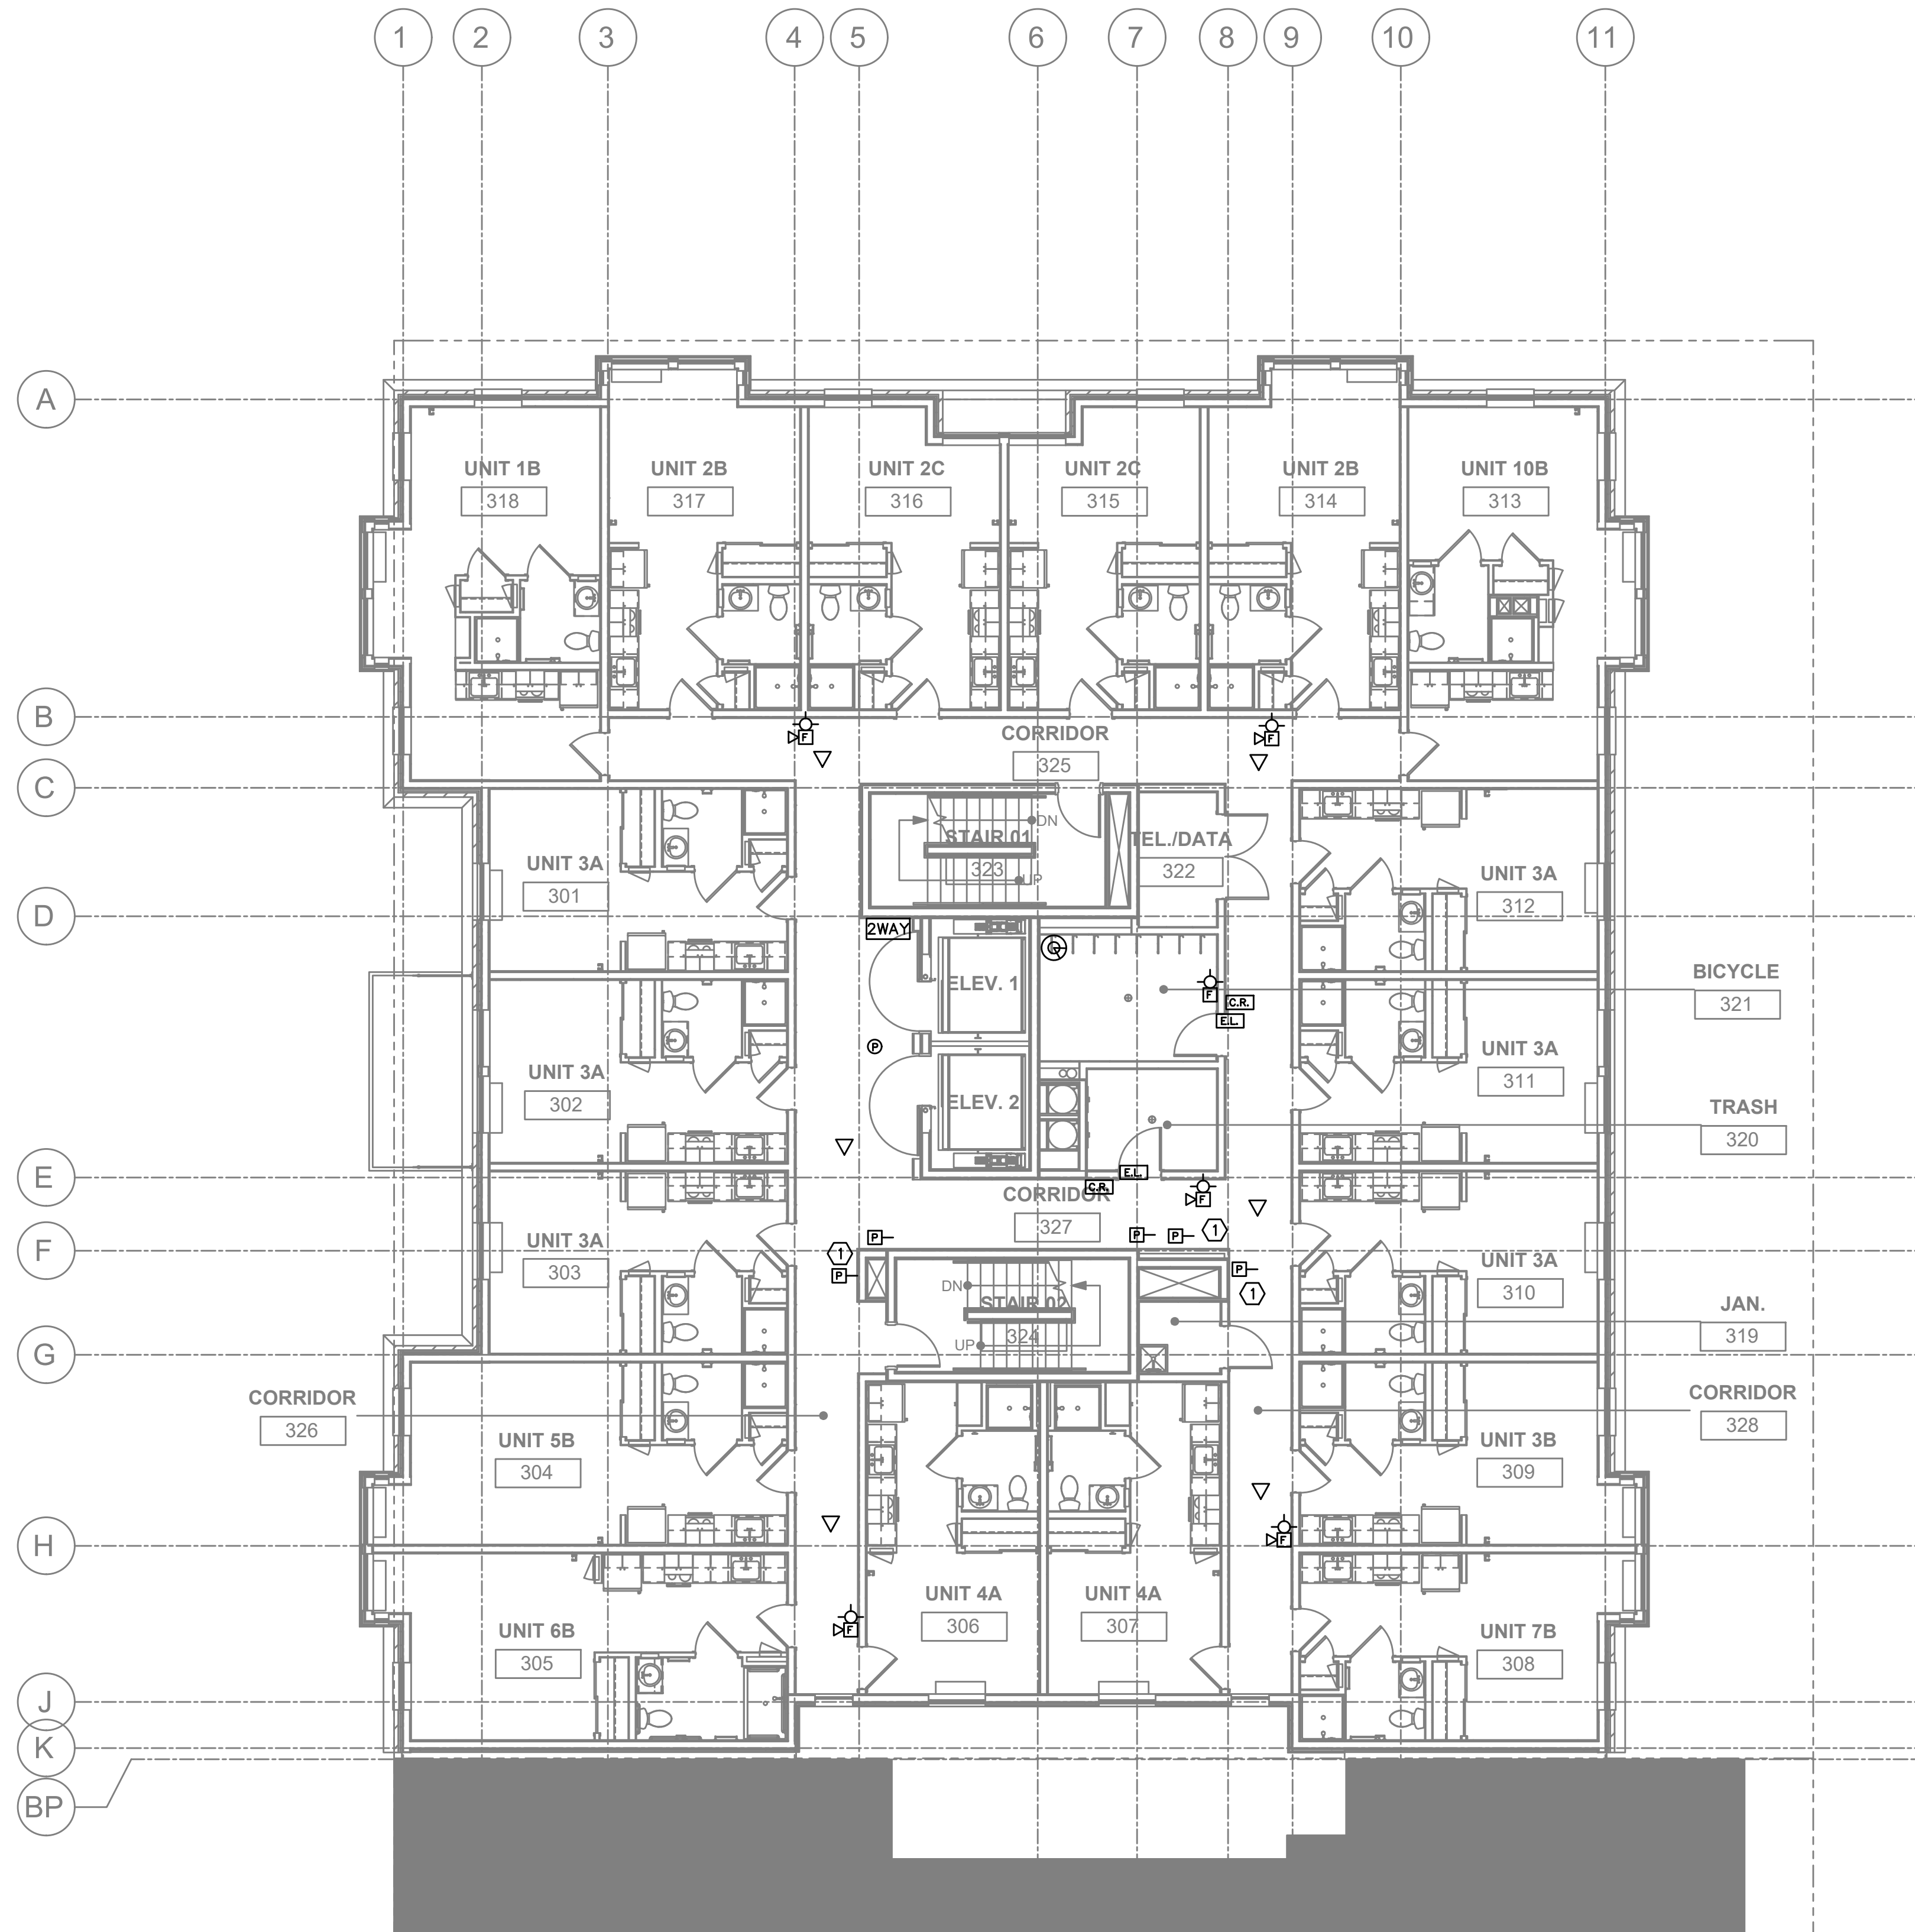 1 2 3 4 5 6 7 8 9 10 11
A
UNIT 1B UNIT 2B UNIT 2C UNIT 2C UNIT 2B UNIT 10B
318 317 316 315 314 313
B
F F
CORRIDOR
325
C
DN
STAIR 01 TEL./DATA
UNIT 3A UNIT 3A
323 322
UP
301 312
D
2WAY
ELEV. 1 BICYCLE
F C.R. 321
E.L.
P
UNIT 3A UNIT 3A
302 311
ELEV. 2 TRASH
320
E
E.L.
C.R.
CORRIDOR F
327
UNIT 3A P P P 1
F
1
UNIT 3A
303 P P 310
DN 1
STAIR 02 JAN.
324 319
UP
G
CORRIDOR CORRIDOR
326 328
UNIT 5B UNIT 3B
304 309
H F
UNIT 4A UNIT 4A
306 307
F
UNIT 6B UNIT 7B
305 308
J
K
BP